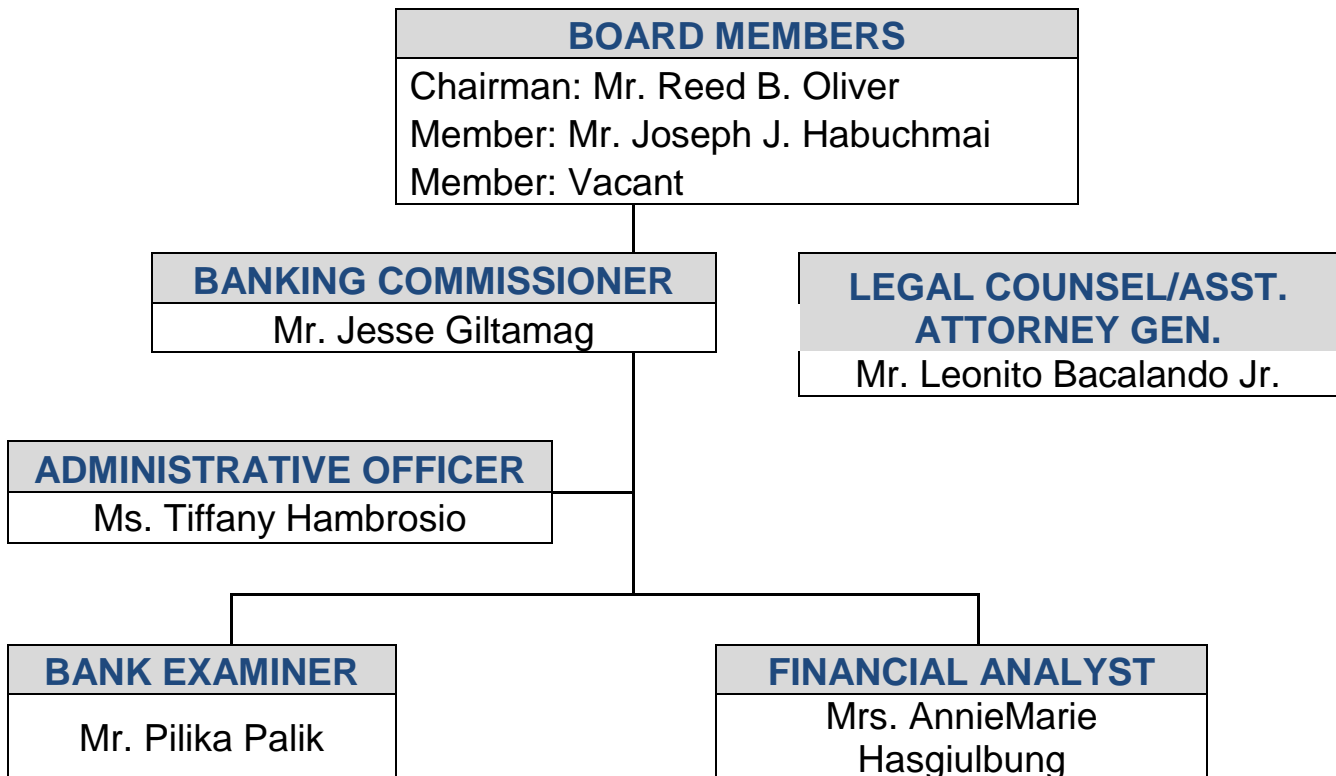 BOARD MEMBERS
Chairman: Mr. Reed B. Oliver
Member: Mr. Joseph J. Habuchmai
Member: Vacant
BANKING COMMISSIONER
Mr. Jesse Giltamag
LEGAL COUNSEL/ASST.
ATTORNEY GEN.
Mr. Leonito Bacalando Jr.
ADMINISTRATIVE OFFICER
Ms. Tiffany Hambrosio
BANK EXAMINER
Mr. Pilika Palik
FINANCIAL ANALYST
Mrs. AnnieMarie
Hasgiulbung